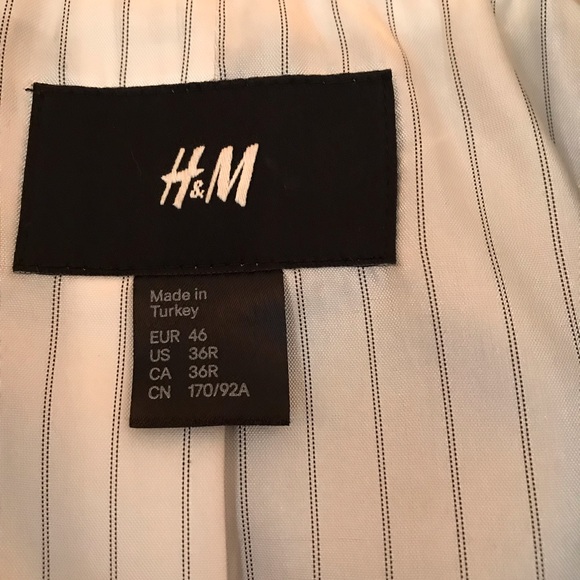 H&M
Made in
Turkey
EUR 46
US 36R
CA 36R
CN 170/92A